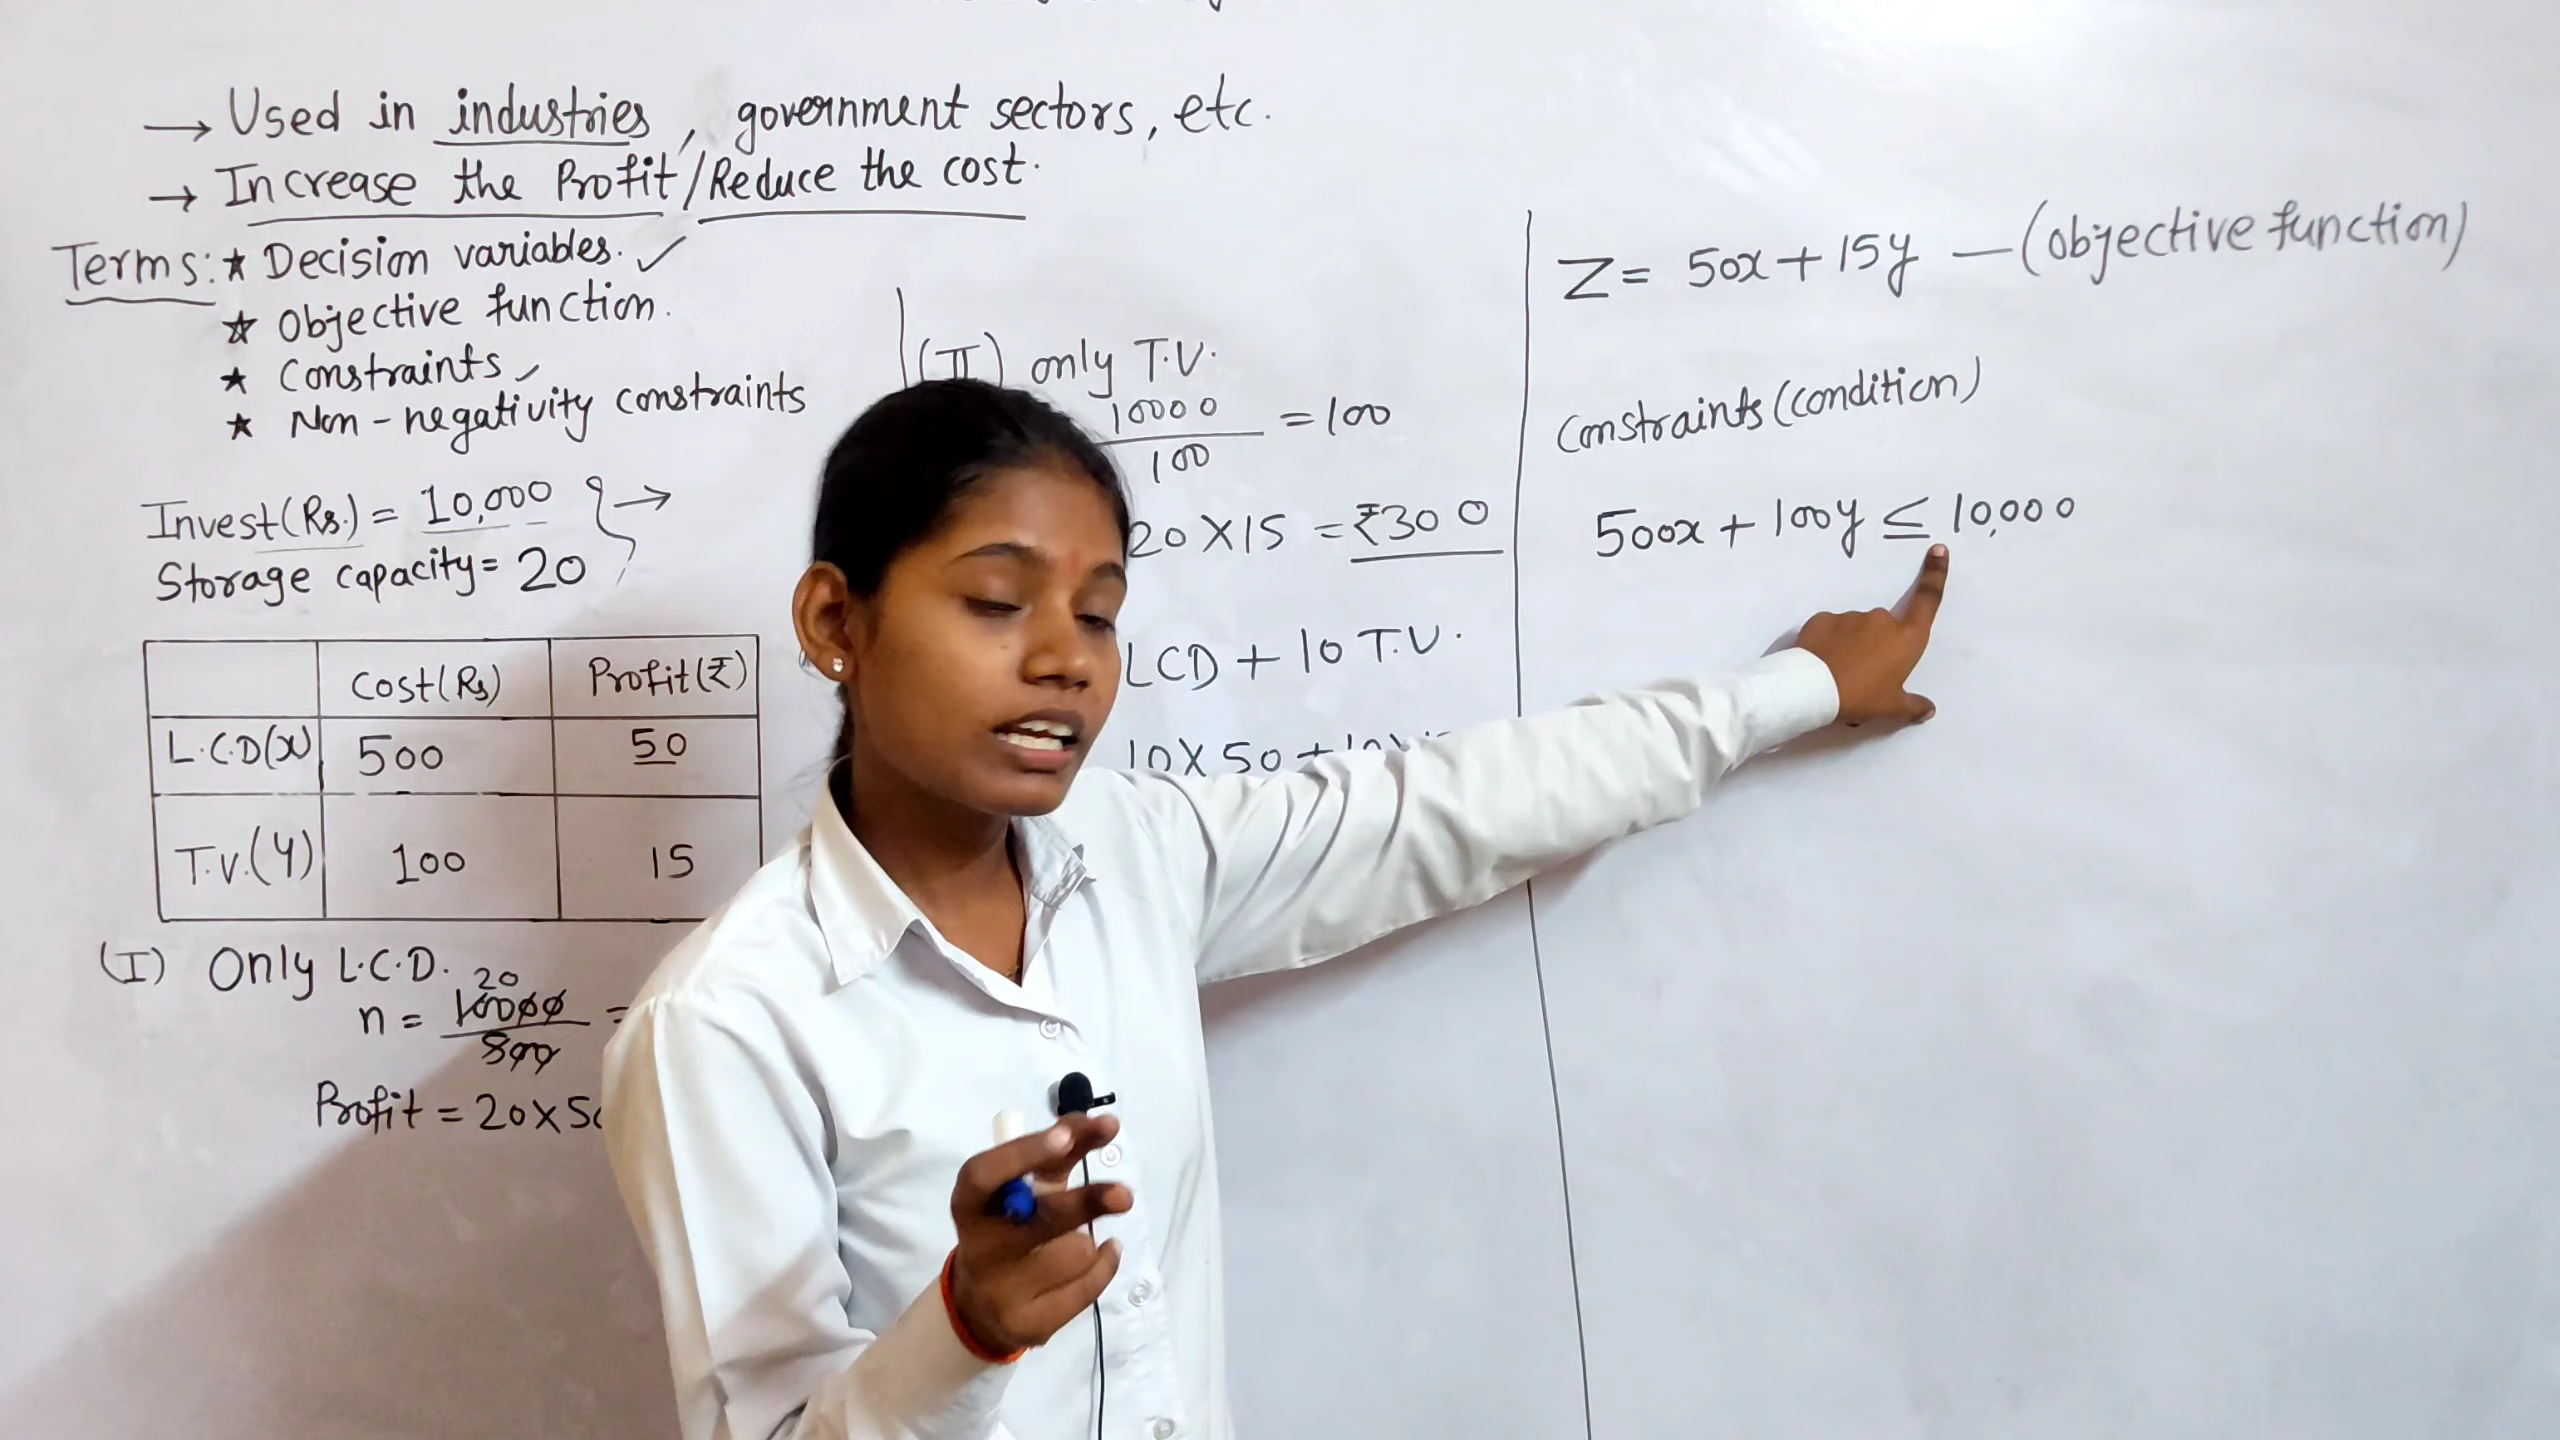 → Used in industries, government sectors, etc.
→ Increase the Profit/Reduce the cost.
Terms: ★ Decision variables. ✓
★ Objective function.
★ Constraints ✓
★ Non-negativity constraints
Invest(Rs.) = 10,000
Storage capacity = 20
Cost(Rs) Profit(₹)
L.C.D(x) 500 50
T.V.(y) 100 15
(I) Only L.C.D.
20
n = 10000 =
500
Profit = 20×50
(II) only T.V.
10000 = 100
100
20×15 = ₹300
LCD + 10 T.V.
10×50+10×
Z = 50x + 15y — (objective function)
Constraints (condition)
500x + 100y ≤ 10,000